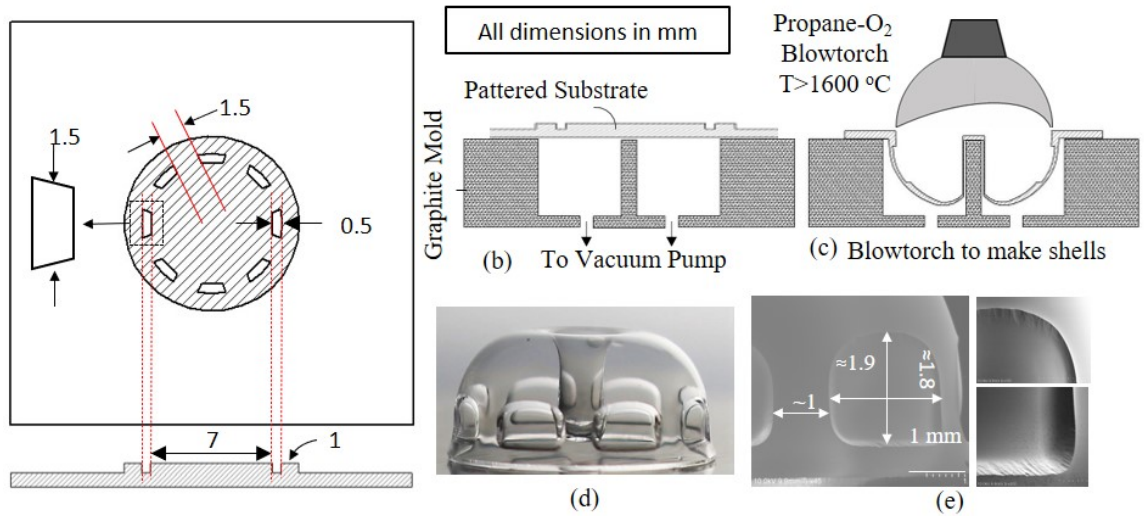 All dimensions in mm
1.5
1.5
0.5
7
1
Pattered Substrate
Graphite Mold
(b)
To Vacuum Pump
Propane-O₂
Blowtorch
T>1600 °C
(c)
Blowtorch to make shells
(d)
≈1.9
≈1.8
~1
1 mm
(e)